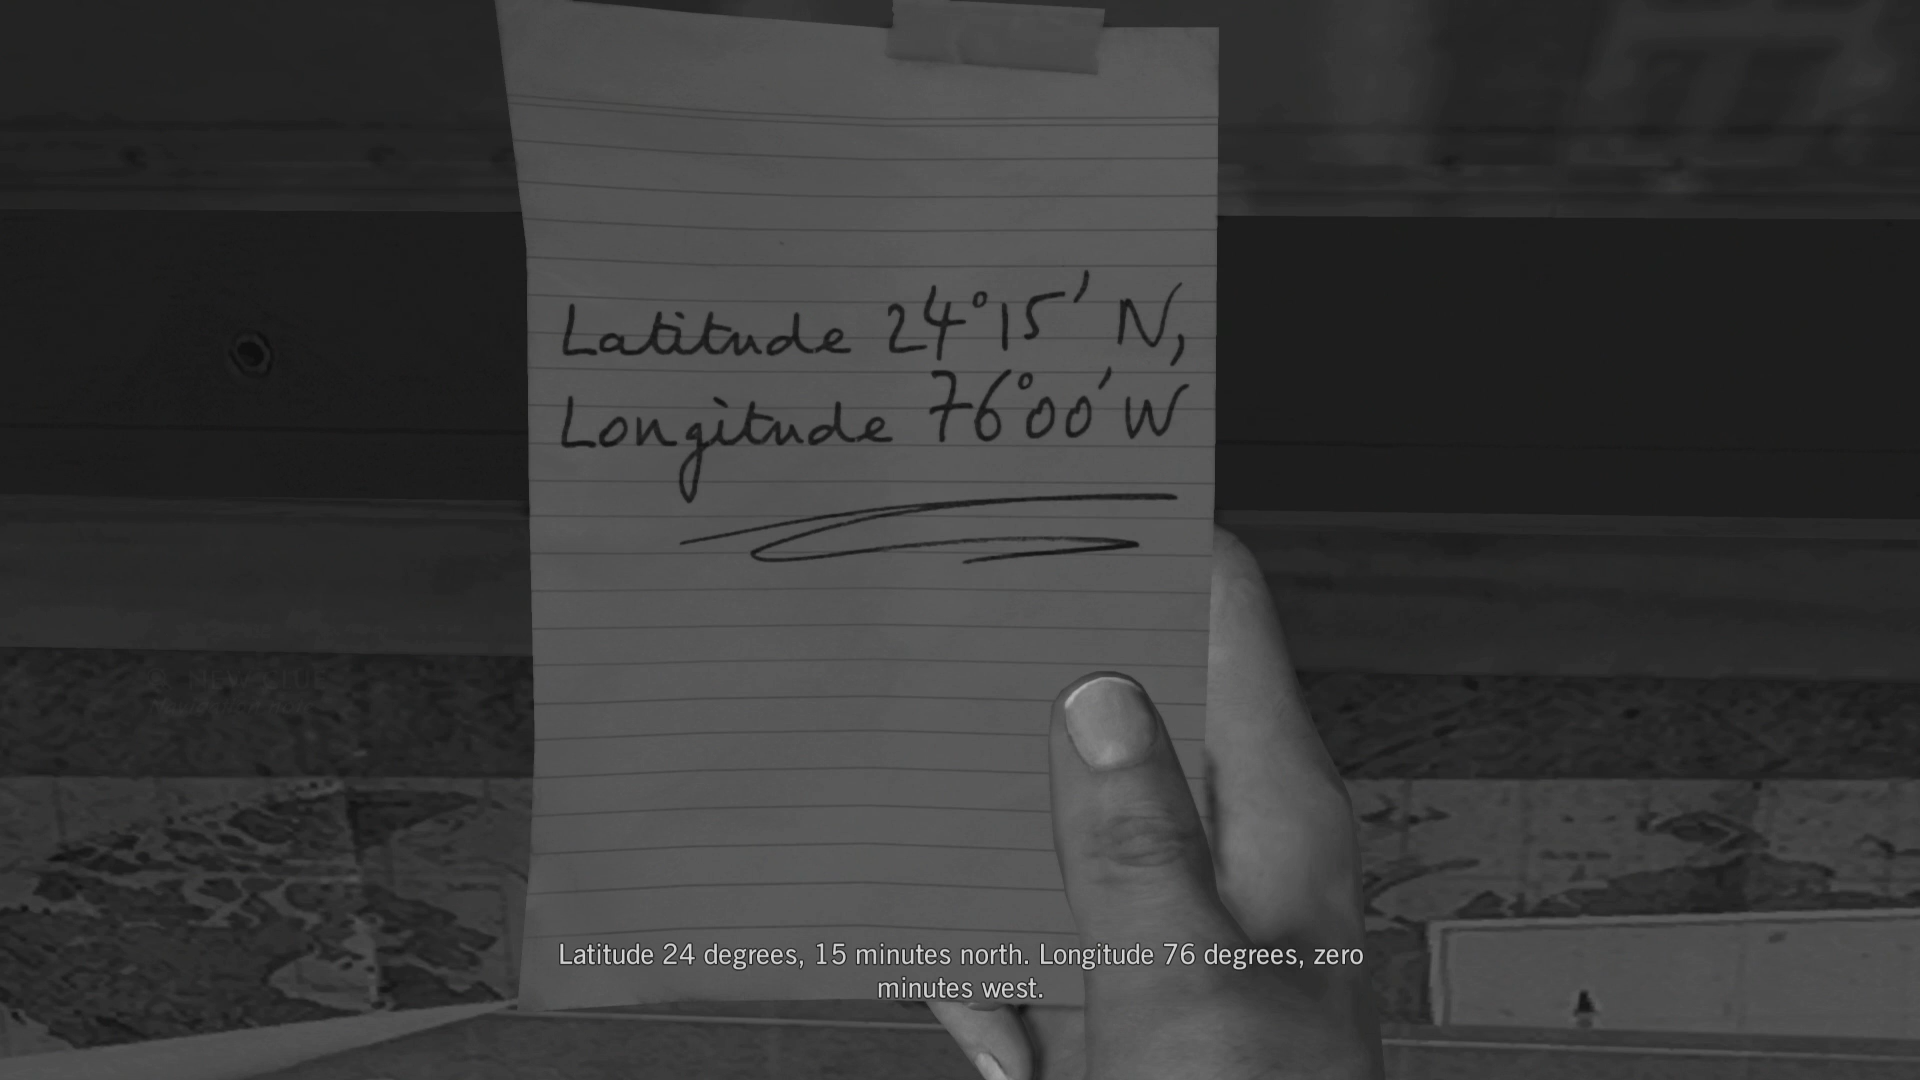 Latitude 24°15' N,
Longitude 76°00' W
Latitude 24 degrees, 15 minutes north. Longitude 76 degrees, zero
minutes west.